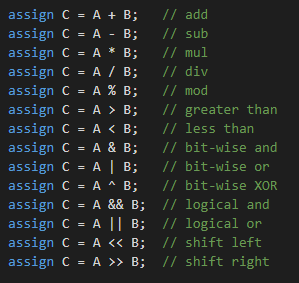 assign C = A + B;   // add
assign C = A - B;   // sub
assign C = A * B;   // mul
assign C = A / B;   // div
assign C = A % B;   // mod
assign C = A > B;   // greater than
assign C = A < B;   // less than
assign C = A & B;   // bit-wise and
assign C = A | B;   // bit-wise or
assign C = A ^ B;   // bit-wise XOR
assign C = A && B;  // logical and
assign C = A || B;  // logical or
assign C = A << B;  // shift left
assign C = A >> B;  // shift right